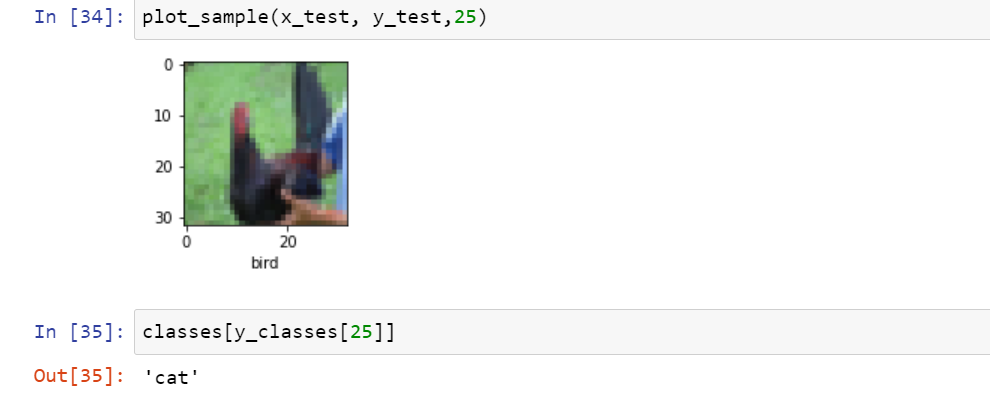 In [34]: plot_sample(x_test, y_test,25)
0
10
20
30
0 20
bird
In [35]: classes[y_classes[25]]
Out[35]: 'cat'